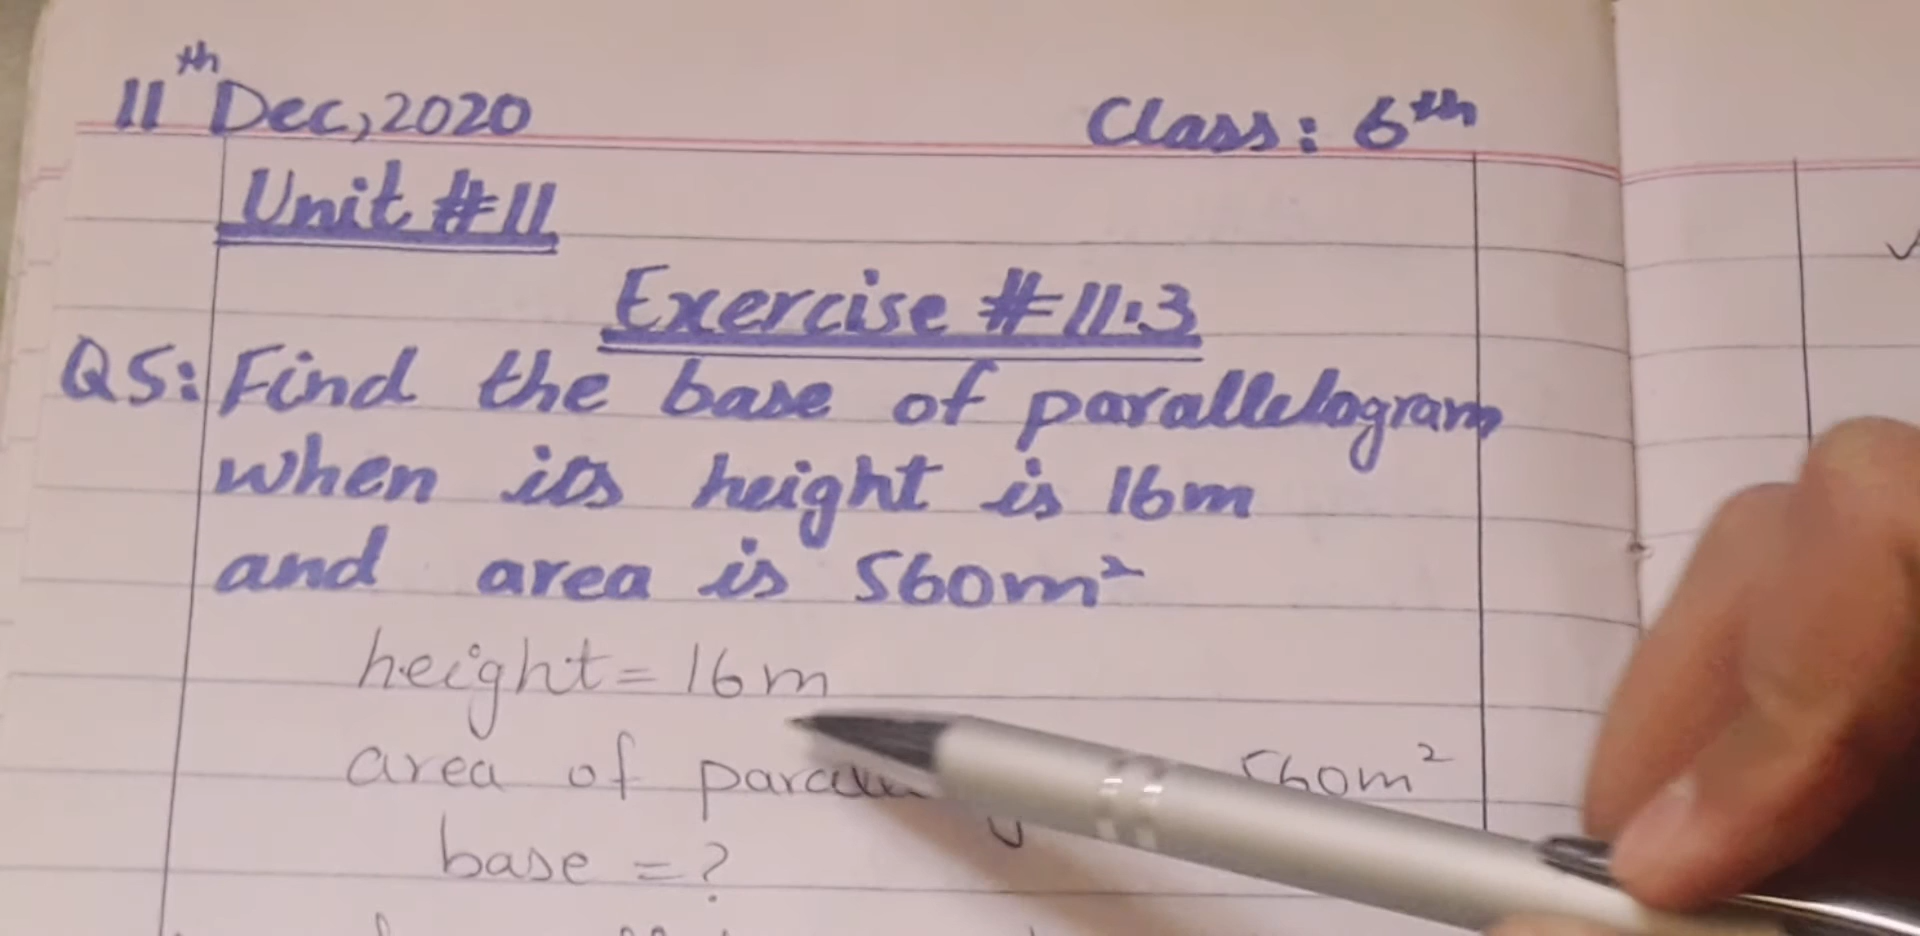 11th Dec, 2020 Class: 6th
Unit #11
Exercise #11.3
Q5: Find the base of parallelogram
when its height is 16m
and area is 560m²
height = 16m
area of 560m²
base = ?